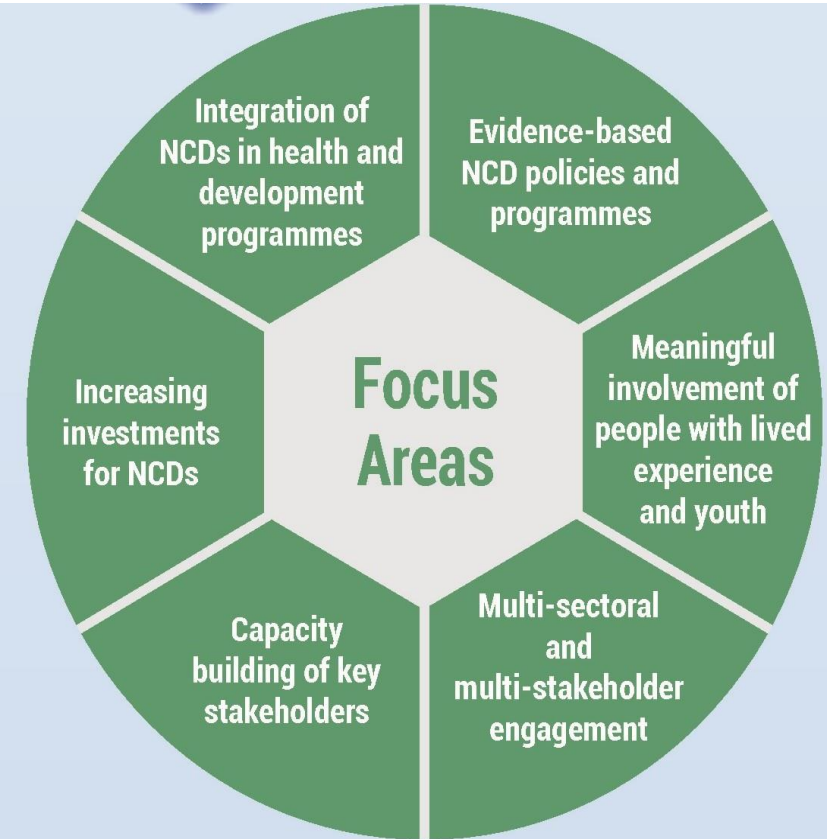 Integration of
NCDs in health and
development
programmes
Evidence-based
NCD policies and
programmes
Meaningful
involvement of
people with lived
experience
and youth
Multi-sectoral
and
multi-stakeholder
engagement
Capacity
building of key
stakeholders
Increasing
investments
for NCDs
Focus
Areas